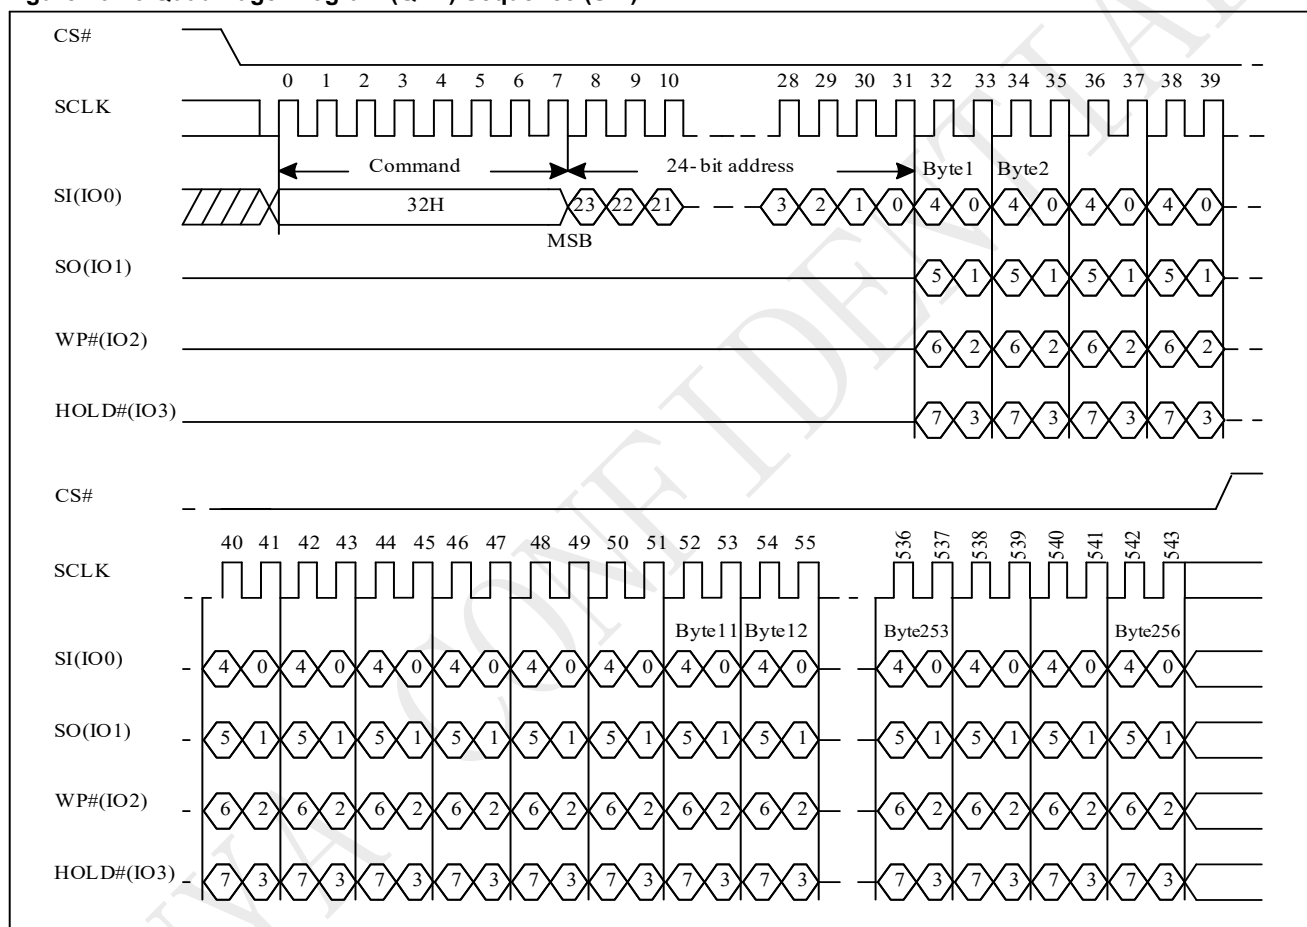 CS#
0 1 2 3 4 5 6 7 8 9 10 28 29 30 31 32 33 34 35 36 37 38 39
SCLK
Command 24-bit address Byte1 Byte2
SI(IO0) 32H 23 22 21 3 2 1 0 4 0 4 0 4 0 4 0
MSB
SO(IO1) 5 1 5 1 5 1 5 1
WP#(IO2) 6 2 6 2 6 2 6 2
HOLD#(IO3) 7 3 7 3 7 3 7 3
CS#
40 41 42 43 44 45 46 47 48 49 50 51 52 53 54 55 536 537 538 539 540 541 542 543
SCLK
Byte11 Byte12 Byte253 Byte256
SI(IO0) 4 0 4 0 4 0 4 0 4 0 4 0 4 0 4 0 4 0 4 0 4 0 4 0
SO(IO1) 5 1 5 1 5 1 5 1 5 1 5 1 5 1 5 1 5 1 5 1 5 1 5 1
WP#(IO2) 6 2 6 2 6 2 6 2 6 2 6 2 6 2 6 2 6 2 6 2 6 2 6 2
HOLD#(IO3) 7 3 7 3 7 3 7 3 7 3 7 3 7 3 7 3 7 3 7 3 7 3 7 3
CONFIDENTIAL